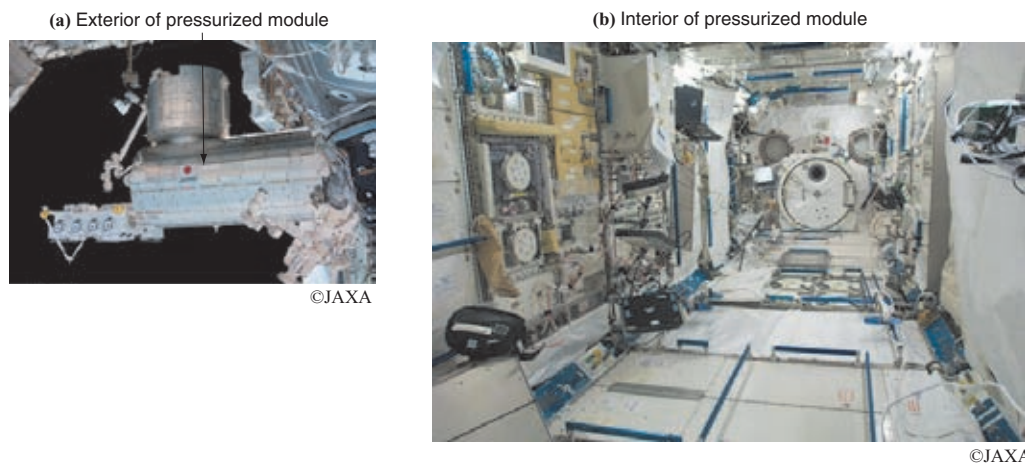 (a) Exterior of pressurized module
©JAXA
(b) Interior of pressurized module
©JAXA